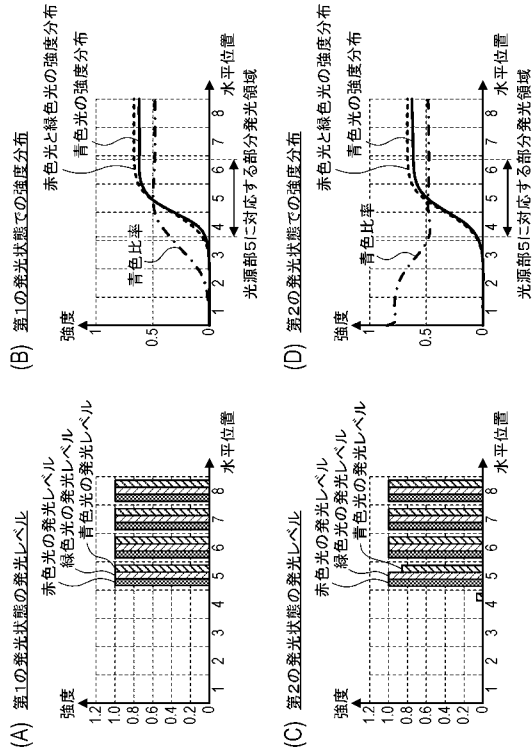 (A) 第1の発光状態の発光レベル
赤色光の発光レベル
緑色光の発光レベル
青色光の発光レベル
強度
1.2
1.0
0.8
0.6
0.4
0.2
0
1 2 3 4 5 6 7 8
水平位置
(B) 第1の発光状態での強度分布
赤色光と緑色光の強度分布
青色光の強度分布
青色比率
強度
0.5
0
1 2 3 4 5 6 7 8
水平位置
光源部5に対応する部分発光領域
(C) 第2の発光状態の発光レベル
赤色光の発光レベル
緑色光の発光レベル
青色光の発光レベル
強度
1.2
1.0
0.8
0.6
0.4
0.2
0
1 2 3 4 5 6 7 8
水平位置
(D) 第2の発光状態での強度分布
赤色光と緑色光の強度分布
青色光の強度分布
青色比率
強度
0.5
0
1 2 3 4 5 6 7 8
水平位置
光源部5に対応する部分発光領域